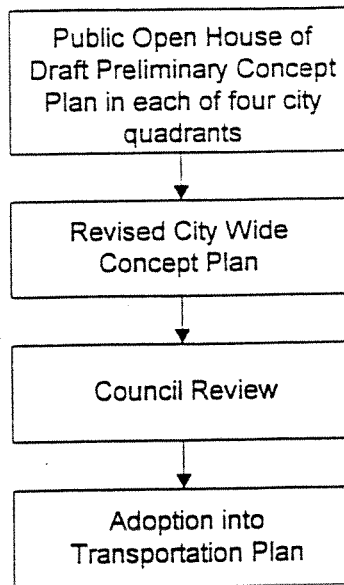 Public Open House of
Draft Preliminary Concept
Plan in each of four city
quadrants
Revised City Wide
Concept Plan
Council Review
Adoption into
Transportation Plan